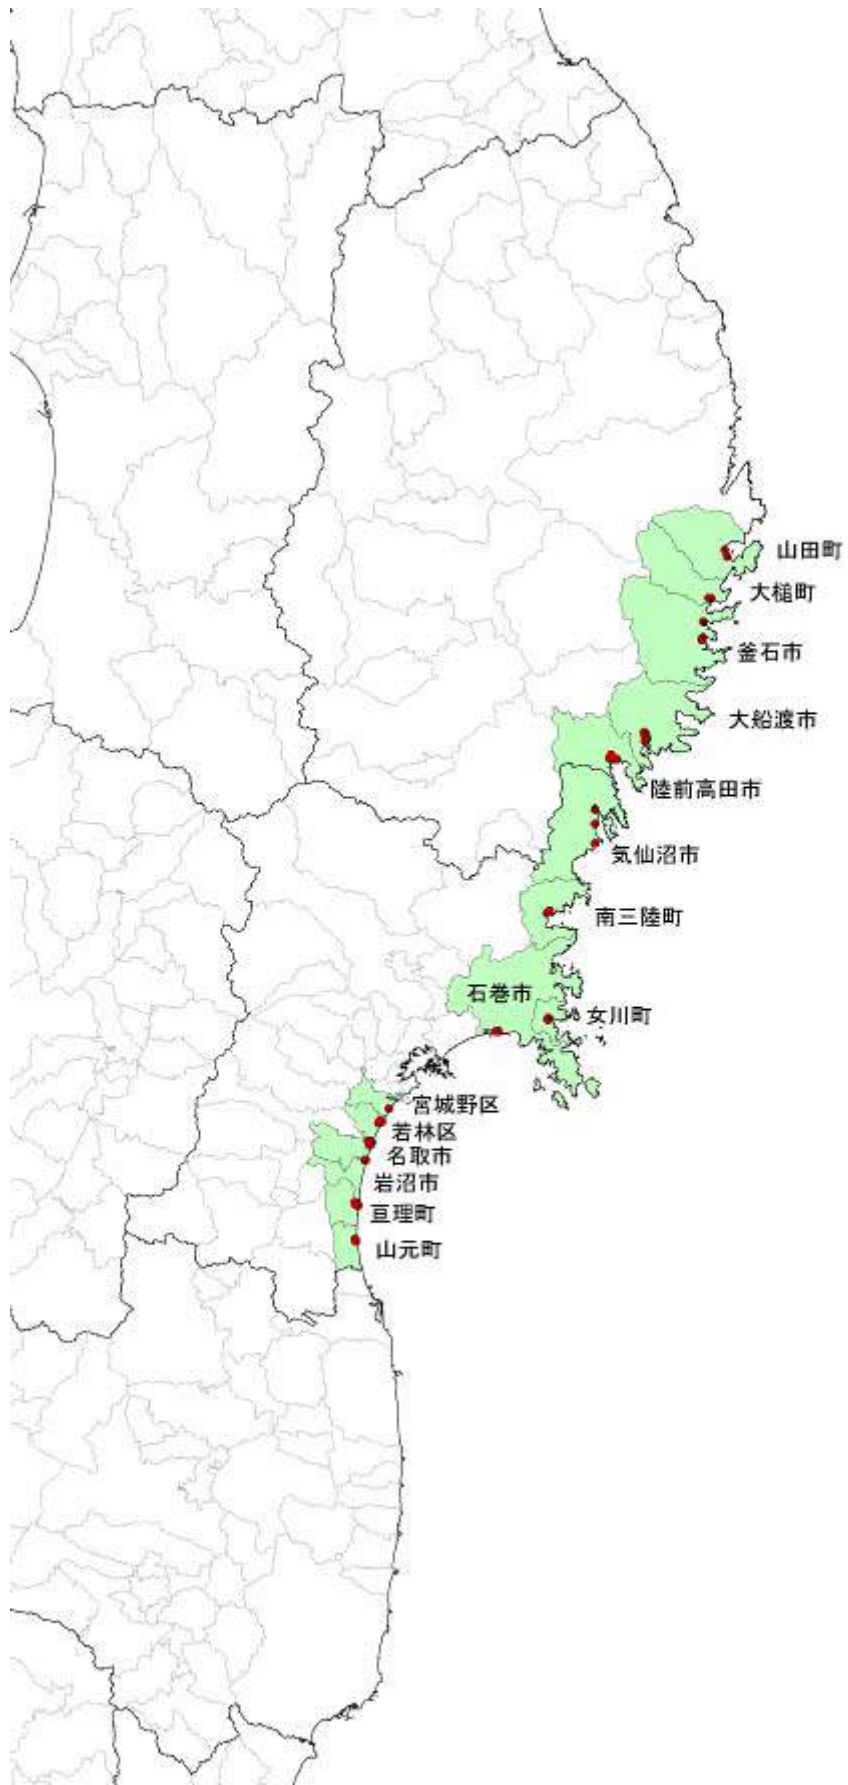 山田町
大槌町
釜石市
大船渡市
陸前高田市
気仙沼市
南三陸町
石巻市
女川町
宮城野区
若林区
名取市
岩沼市
亘理町
山元町